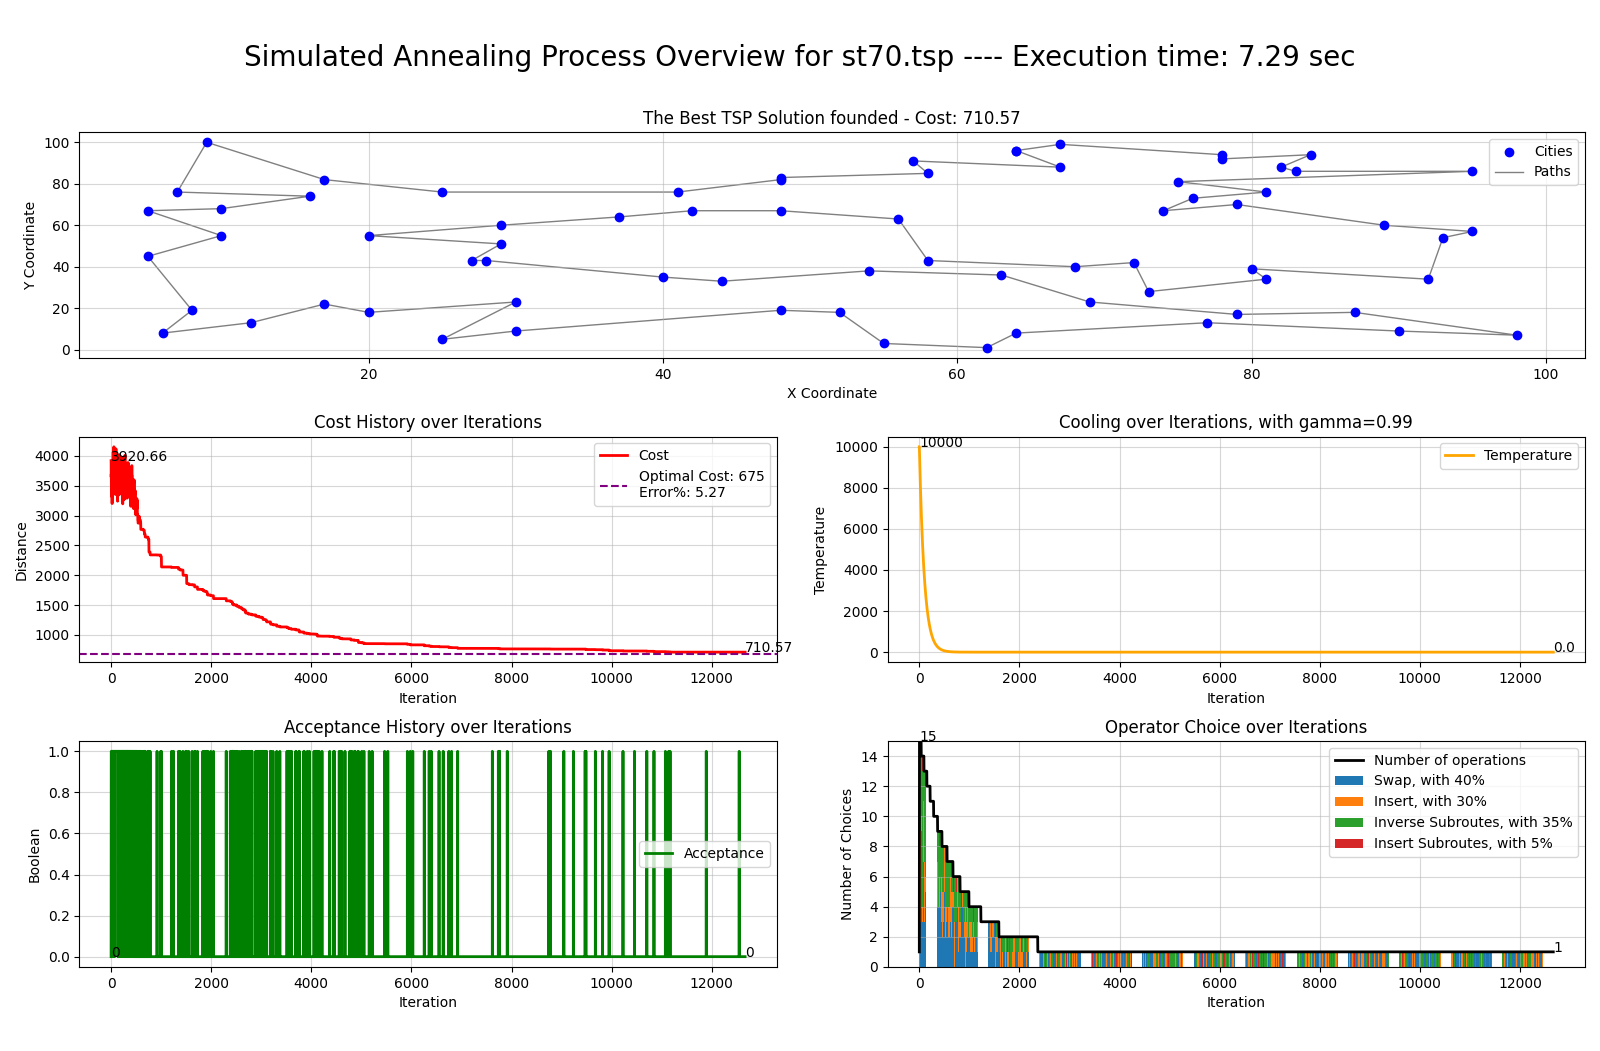 Simulated Annealing Process Overview for st70.tsp ---- Execution time: 7.29 sec
The Best TSP Solution founded - Cost: 710.57
100
80
60
40
20
0
Y Coordinate
Cities
Paths
20
40
60
80
100
X Coordinate
Cost History over Iterations
4000
3500
3000
2500
2000
1500
1000
Distance
3920.66
Cost
Optimal Cost: 675
Error%: 5.27
710.57
0
2000
4000
6000
8000
10000
12000
Iteration
Cooling over Iterations, with gamma=0.99
10000
8000
6000
4000
2000
0
Temperature
10000
Temperature
0.0
0
2000
4000
6000
8000
10000
12000
Iteration
Acceptance History over Iterations
1.0
0.8
0.6
0.4
0.2
0.0
Boolean
Acceptance
0
0
0
2000
4000
6000
8000
10000
12000
Iteration
Operator Choice over Iterations
14
12
10
8
6
4
2
0
Number of Choices
15
Number of operations
Swap, with 40%
Insert, with 30%
Inverse Subroutes, with 35%
Insert Subroutes, with 5%
1
0
2000
4000
6000
8000
10000
12000
Iteration